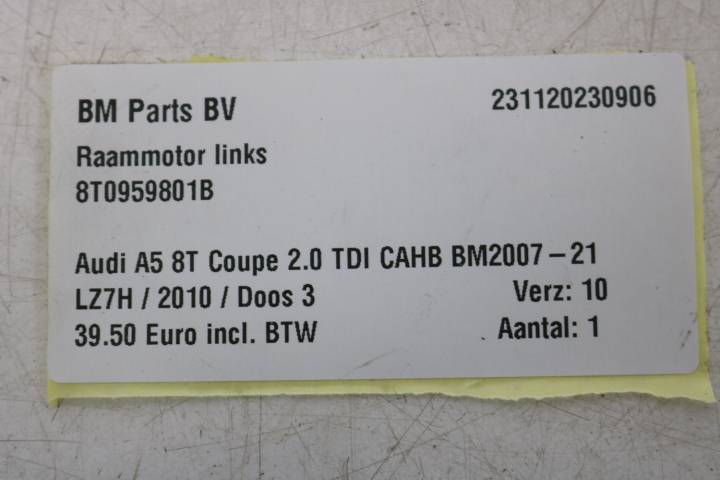 BM Parts BV 231120230906
Raammotor links
8T0959801B
Audi A5 8T Coupe 2.0 TDI CAHB BM2007-21
LZ7H / 2010 / Doos 3 Verz: 10
39.50 Euro incl. BTW Aantal: 1